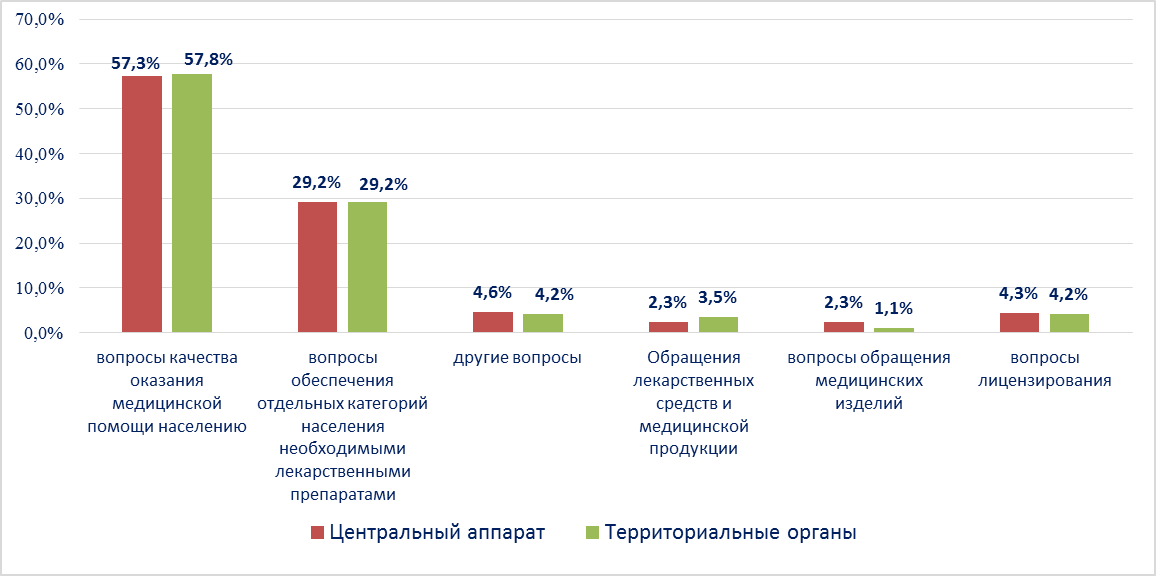 70,0%
60,0%
50,0%
40,0%
30,0%
20,0%
10,0%
0,0%
57,3%
57,8%
29,2%
29,2%
4,6%
4,2%
2,3%
3,5%
2,3%
1,1%
4,3%
4,2%
вопросы качества
оказания
медицинской
помощи населению
вопросы
обеспечения
отдельных категорий
населения
необходимыми
лекарственными
препаратами
другие вопросы
Обращения
лекарственных
средств и
медицинской
продукции
вопросы обращения
медицинских
изделий
вопросы
лицензирования
Центральный аппарат
Территориальные органы